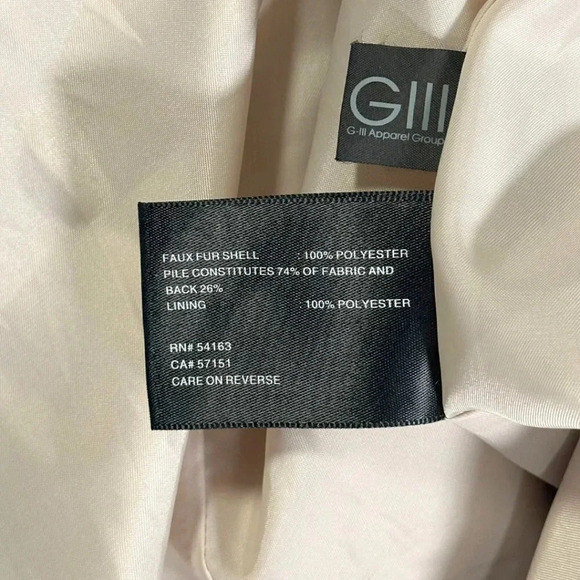 GIII
G-III Apparel Group
FAUX FUR SHELL : 100% POLYESTER
PILE CONSTITUTES 74% OF FABRIC AND
BACK 26%
LINING : 100% POLYESTER
RN# 54163
CA# 57151
CARE ON REVERSE